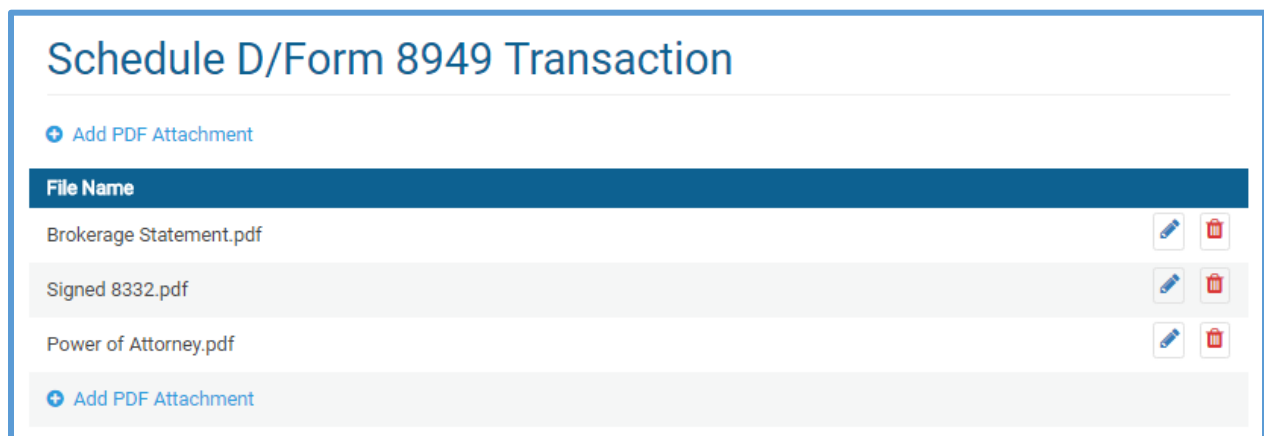 Schedule D/Form 8949 Transaction
Add PDF Attachment
File Name
Brokerage Statement.pdf
Signed 8332.pdf
Power of Attorney.pdf
Add PDF Attachment